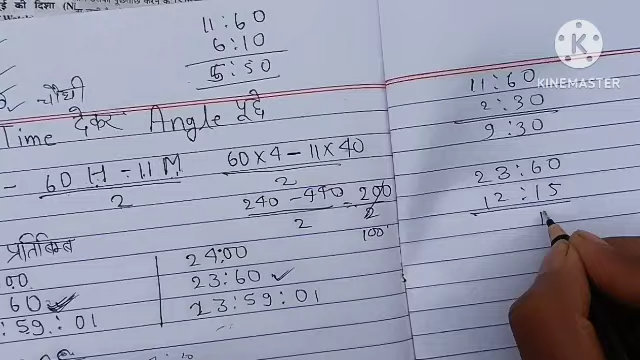 की दिशा (N
11:60
6:10
5:50
चौथी
Time देकर Angle पूछे
60 H - 11 M
2
60 x 4 - 11 x 40
2
240 - 440
2
= 200
2
100
प्रतिबिम्ब
00
60
: 59 : 01
24:00
23:60
23:59:01
KINEMASTER
11:60
2:30
9:30
23:60
12:15